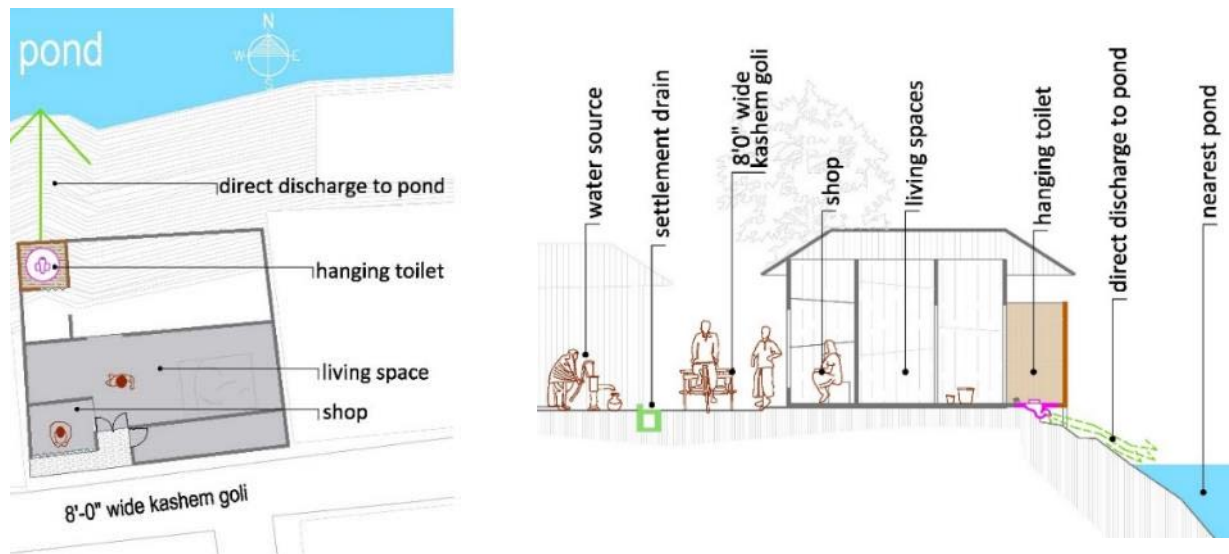 pond
N
W
E
S
direct discharge to pond
hanging toilet
living space
shop
8'-0" wide kashem goli
water source
settlement drain
8'0" wide
kashem goli
shop
living spaces
hanging toilet
direct discharge to pond
nearest pond